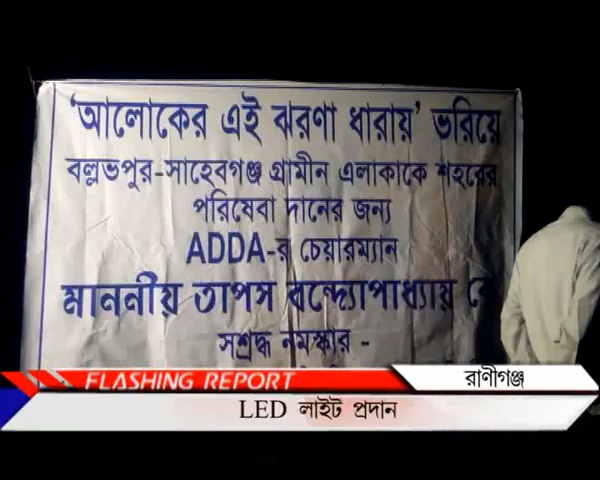 'আলোকের এই ঝরণা ধারায়' ভরিয়ে
বল্লভপুর-সাহেবগঞ্জ গ্রামীন এলাকাকে শহরের
পরিষেবা দানের জন্য
ADDA-র চেয়ারম্যান
মাননীয় তাপস বন্দ্যোপাধ্যায়
সশ্রদ্ধ নমস্কার -
FLASHING REPORT
রাণীগঞ্জ
LED লাইট প্রদান